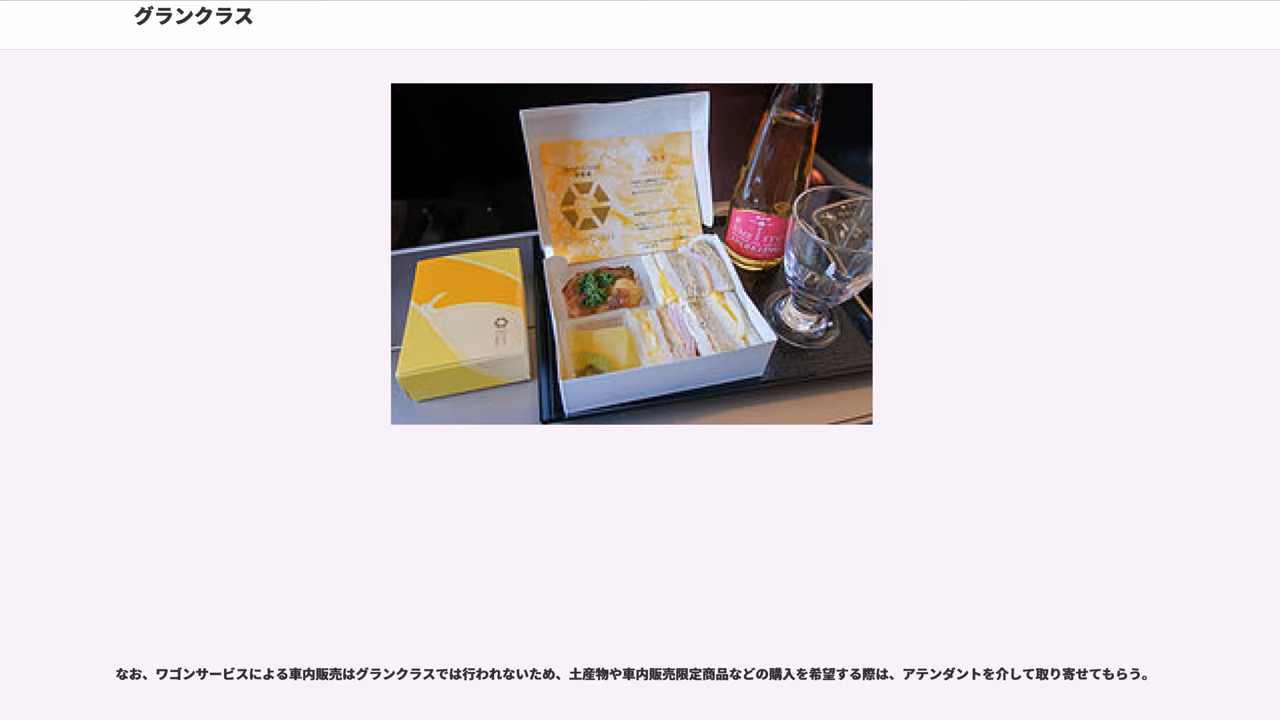 グランクラス
なお、ワゴンサービスによる車内販売はグランクラスでは行われないため、土産物や車内販売限定商品などの購入を希望する際は、アテンダントを介して取り寄せてもらう。